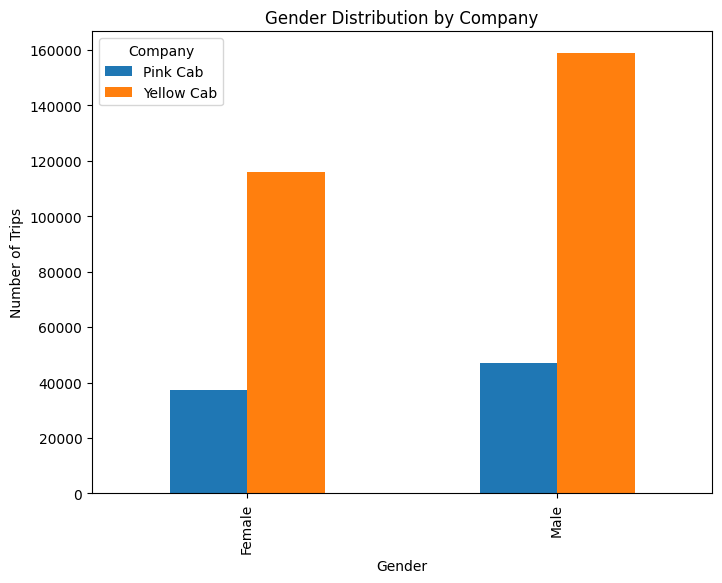 Gender Distribution by Company
Company
Pink Cab
Yellow Cab
160000
140000
120000
100000
80000
60000
40000
20000
0
Number of Trips
Female
Male
Gender